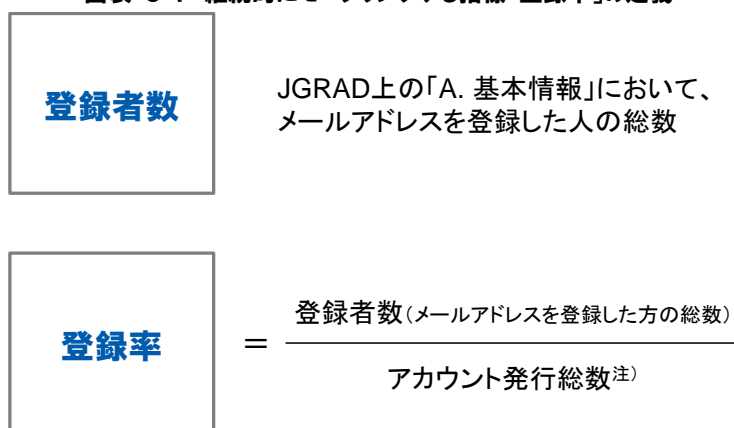 登録者数
JGRAD上の「A. 基本情報」において、
メールアドレスを登録した人の総数
登録率
＝
登録者数(メールアドレスを登録した方の総数)
アカウント発行総数注)